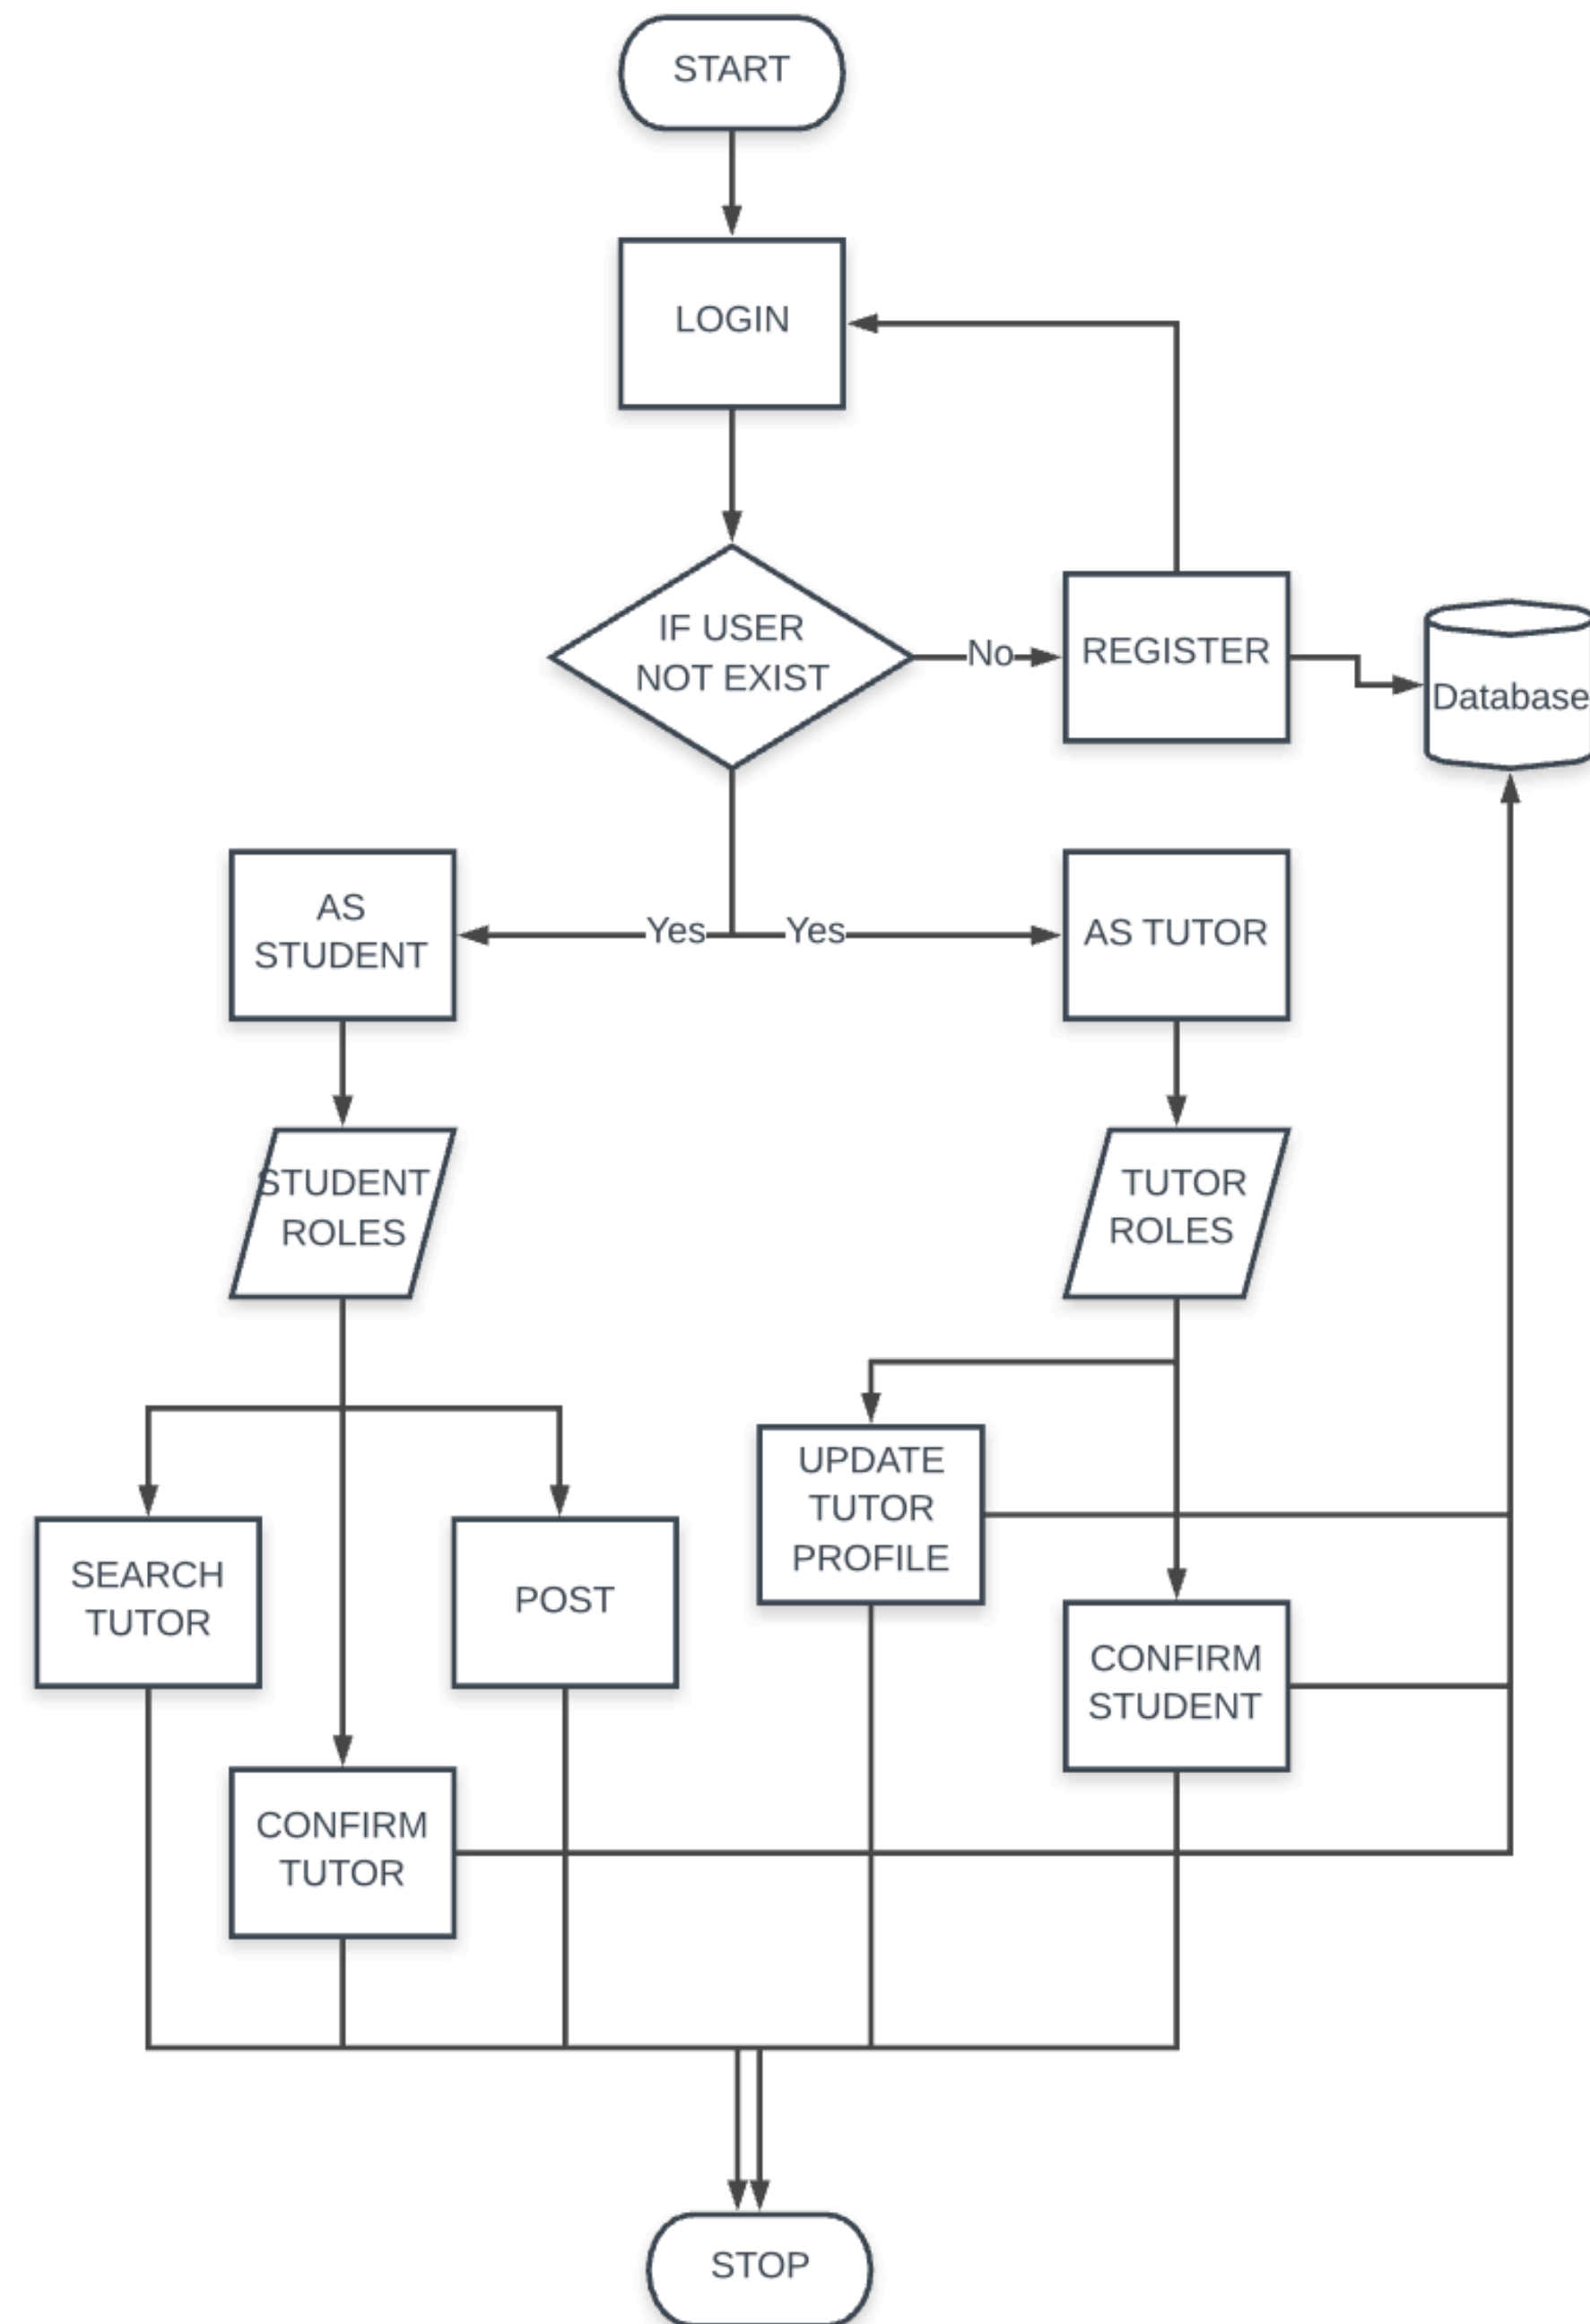 START
LOGIN
IF USER
NOT EXIST
No
REGISTER
Database
AS
STUDENT
Yes
Yes
AS TUTOR
STUDENT
ROLES
TUTOR
ROLES
UPDATE
TUTOR
PROFILE
SEARCH
TUTOR
POST
CONFIRM
STUDENT
CONFIRM
TUTOR
STOP